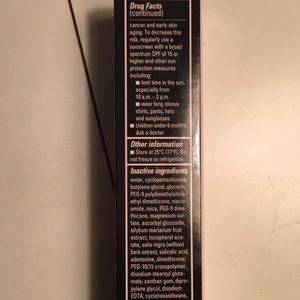 Drug Facts
(continued)
cancer and early skin
aging. To decrease this
risk, regularly use a
sunscreen with a broad
spectrum SPF of 15 or
higher and other sun
protection measures
including:
■ limit time in the sun,
especially from
10 a.m. – 2 p.m.
■ wear long-sleeve
shirts, pants, hats
and sunglasses
■ children under 6 months:
Ask a doctor
Other information
■ Store at 25°C (77°F). Do
not freeze or refrigerate
Inactive ingredients
water, cyclopentasiloxane,
butylene glycol, glycerin,
PEG-9 polydimethylsiloxy-
ethyl dimethicone, niacin-
amide, mica, PEG-9 dime-
thicone, magnesium sul-
fate, ascorbyl glucoside,
silybum marianum fruit
extract, tocopheryl ace-
tate, salix nigra (willow)
bark extract, salicylic acid,
adenosine, dimethicone/
PEG-10/15 crosspolymer,
disodium stearoyl gluta-
mate, xanthan gum, dipro-
pylene glycol, disodium
EDTA, cyclohexasiloxane,